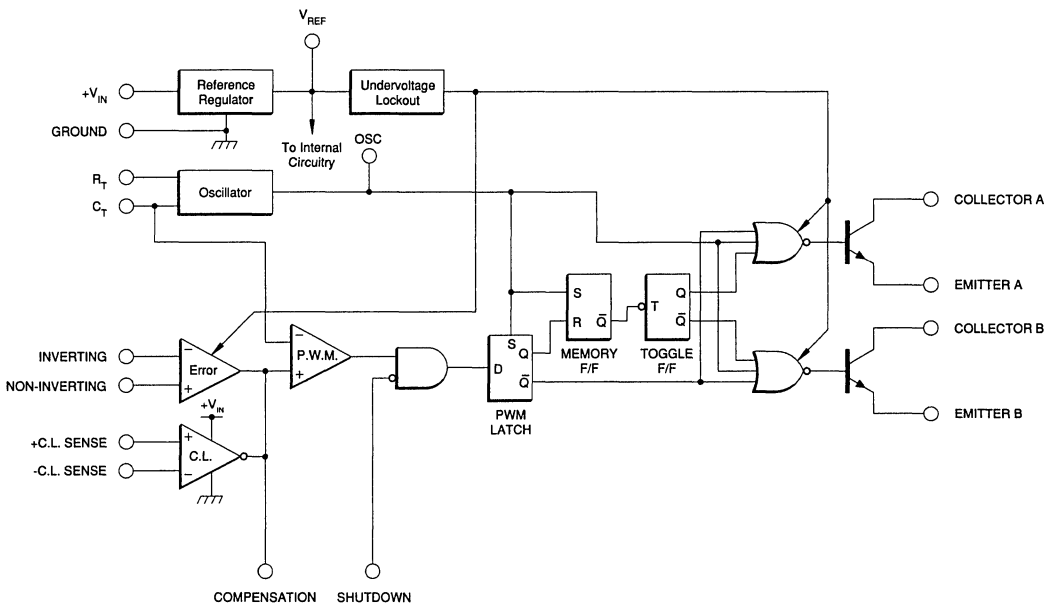 V_REF
+V_IN
Reference
Regulator
Undervoltage
Lockout
GROUND
To Internal
Circuitry
OSC
R_T
C_T
Oscillator
COLLECTOR A
EMITTER A
S
R
Q̅
MEMORY
F/F
T
Q
Q̅
TOGGLE
F/F
COLLECTOR B
EMITTER B
INVERTING
NON-INVERTING
−
+
Error
−
+
P.W.M.
S
D
Q
Q̅
PWM
LATCH
+V_IN
+C.L. SENSE
-C.L. SENSE
+
−
C.L.
COMPENSATION
SHUTDOWN